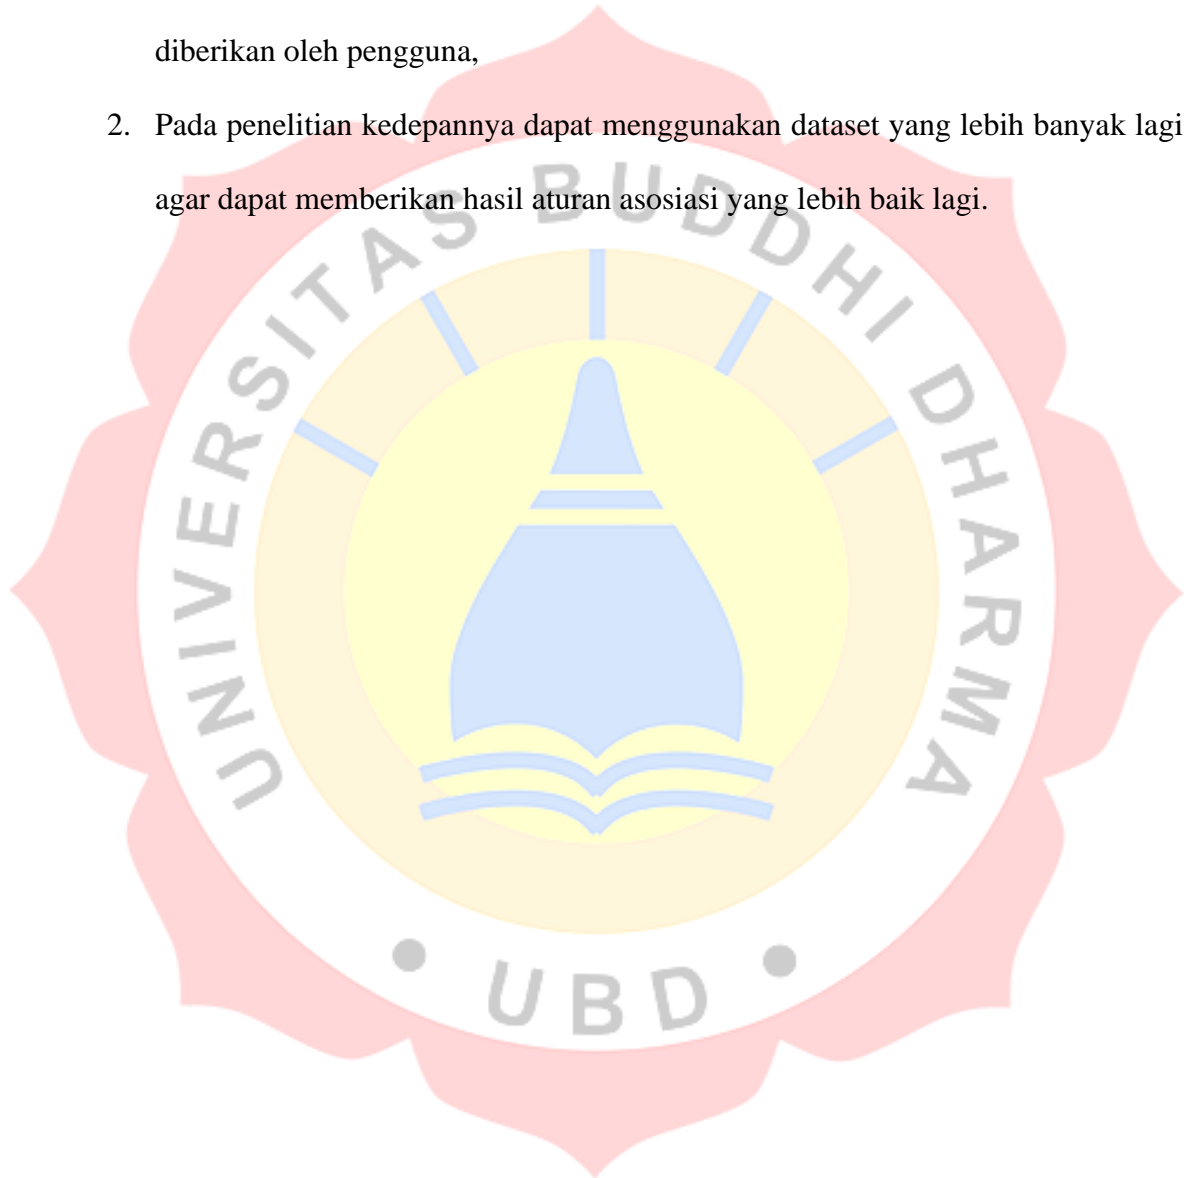 diberikan oleh pengguna,
2. Pada penelitian kedepannya dapat menggunakan dataset yang lebih banyak lagi
agar dapat memberikan hasil aturan asosiasi yang lebih baik lagi.
UNIVERSITAS BUDDHI DHARMA
• UBD •